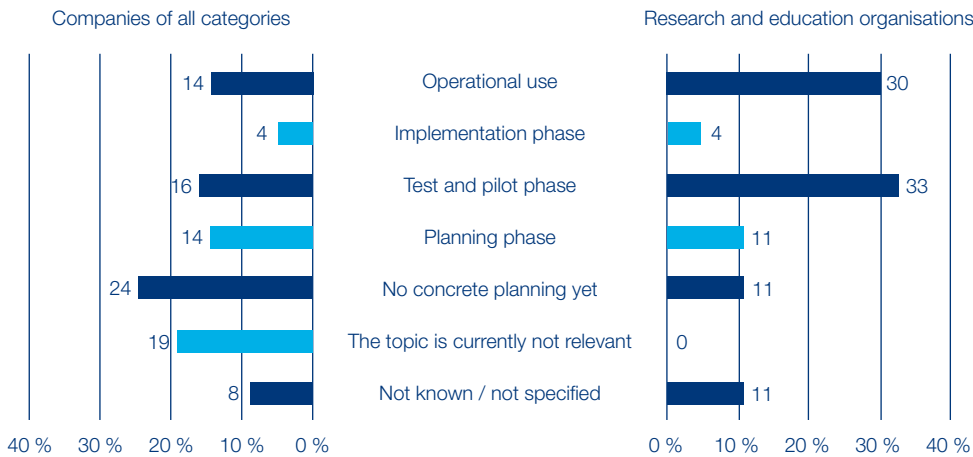 Companies of all categories
Research and education organisations
14 Operational use 30
4 Implementation phase 4
16 Test and pilot phase 33
14 Planning phase 11
24 No concrete planning yet 11
19 The topic is currently not relevant 0
8 Not known / not specified 11
40 % 30 % 20 % 10 % 0 %
0 % 10 % 20 % 30 % 40 %